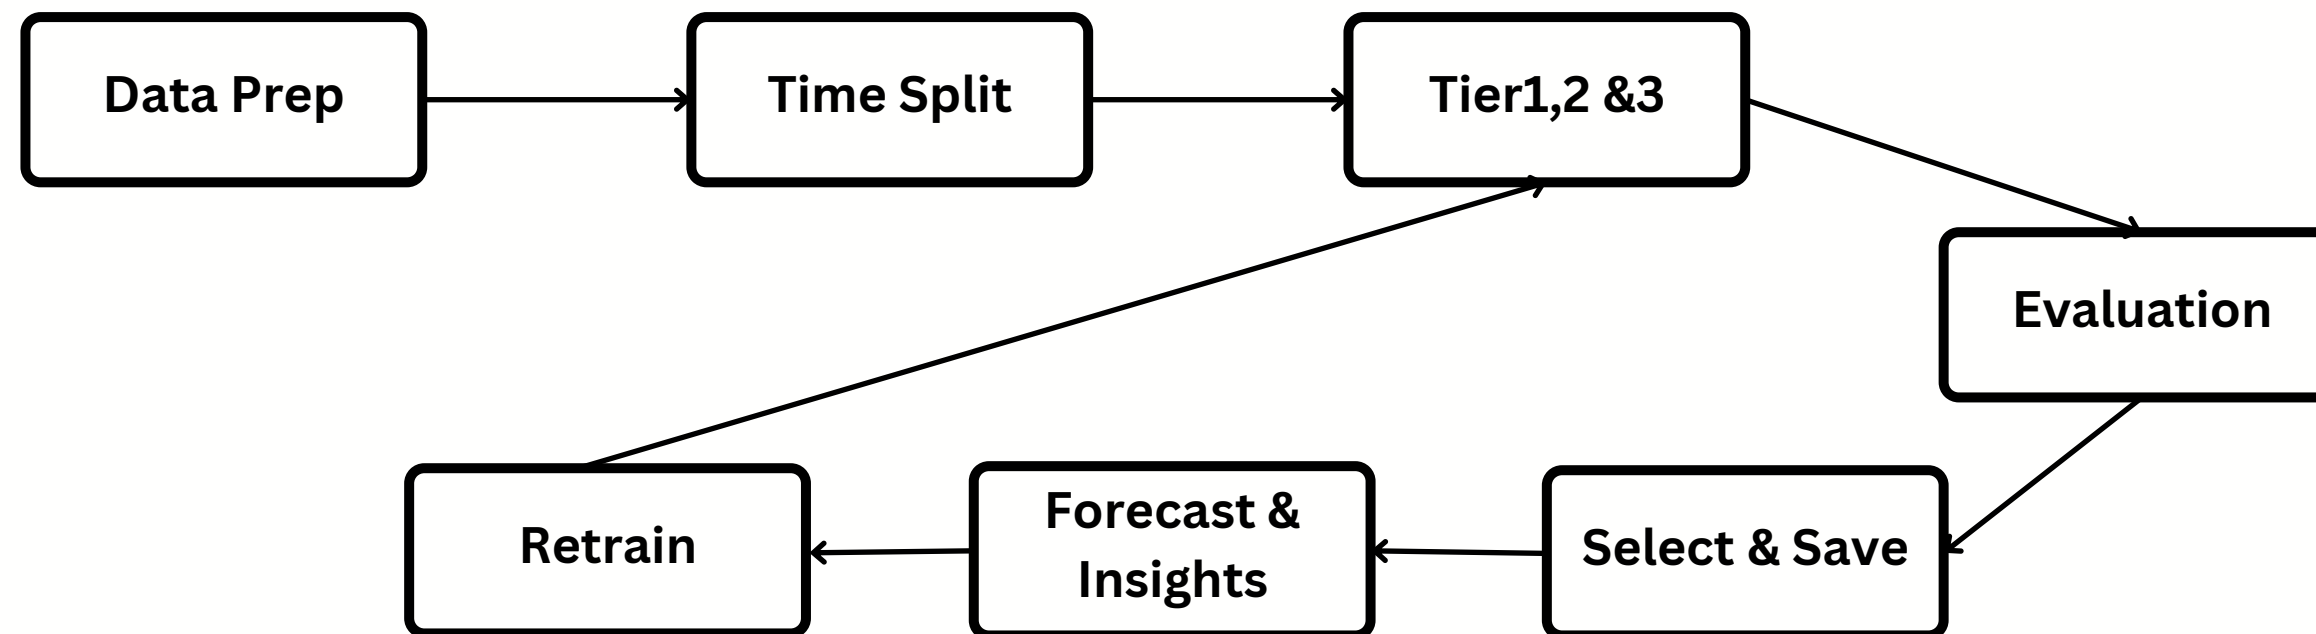 Data Prep
Time Split
Tier1,2 &3
Evaluation
Select & Save
Forecast &
Insights
Retrain